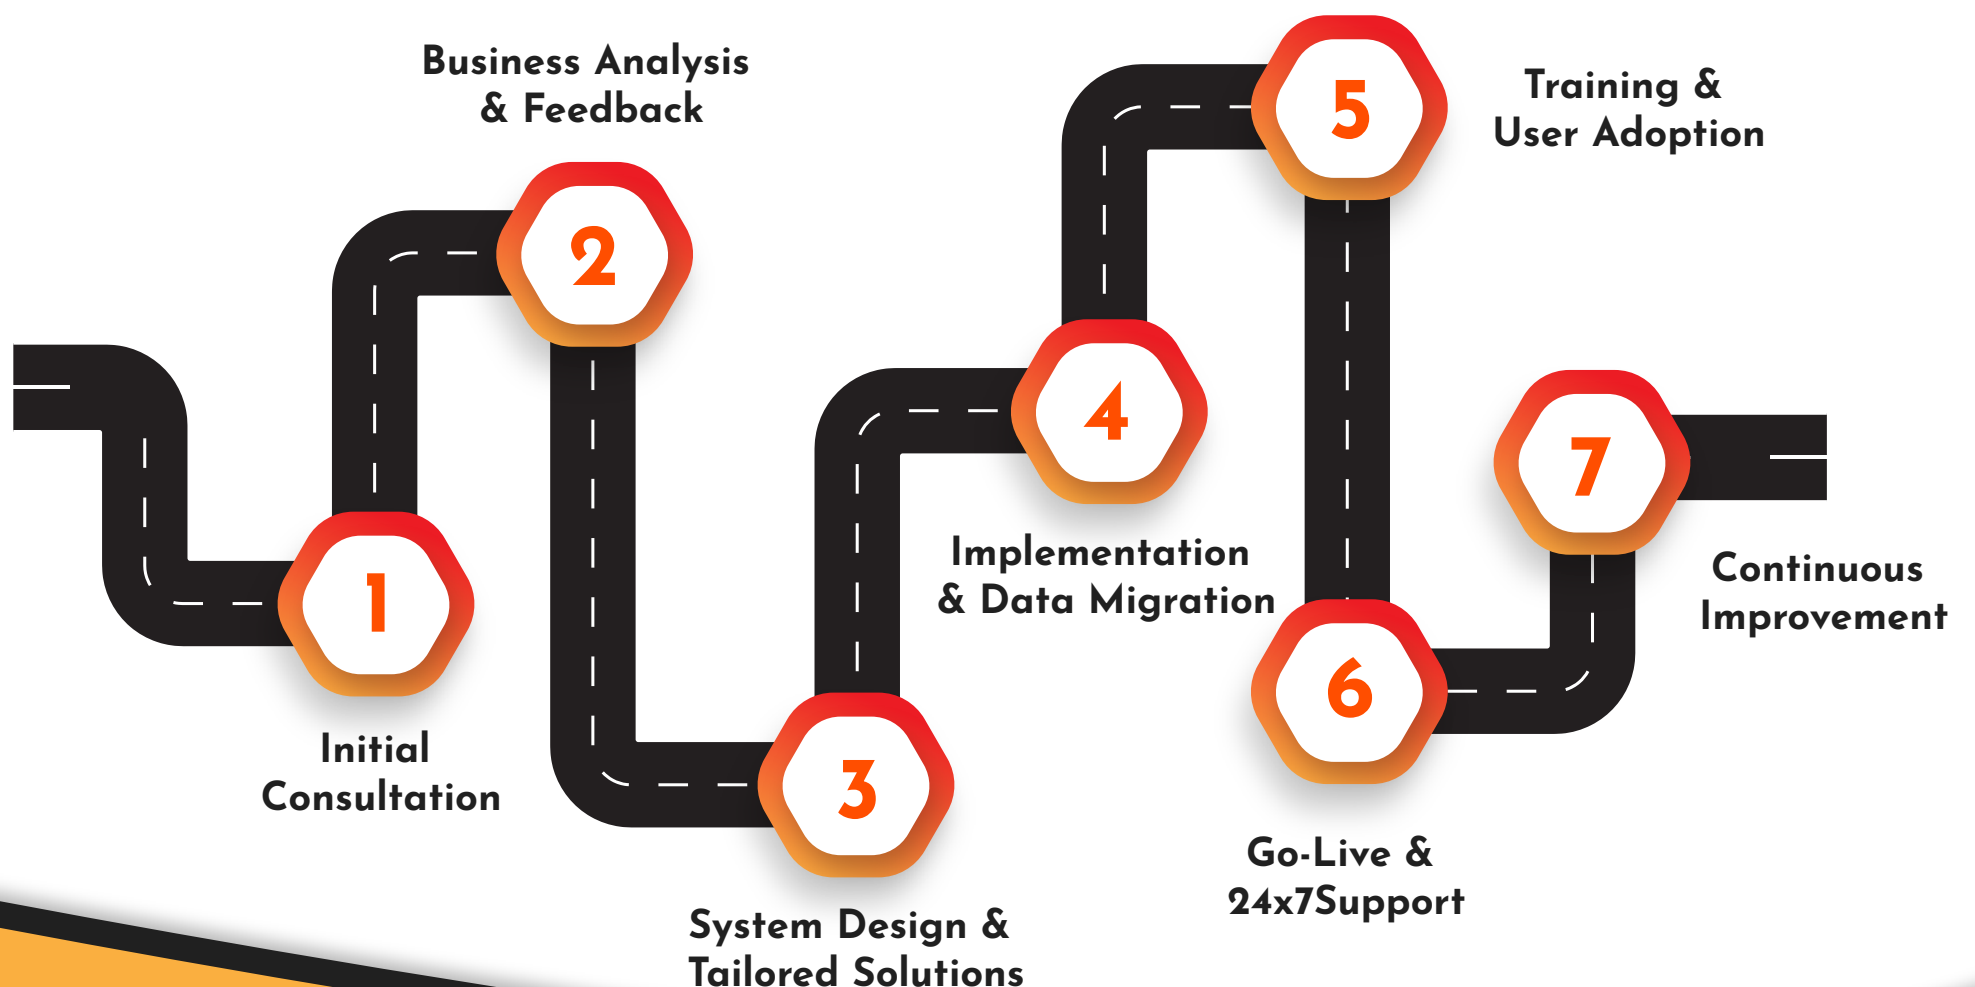 1
Initial
Consultation
2
Business Analysis
& Feedback
3
System Design &
Tailored Solutions
4
Implementation
& Data Migration
5
Training &
User Adoption
6
Go-Live &
24x7Support
7
Continuous
Improvement